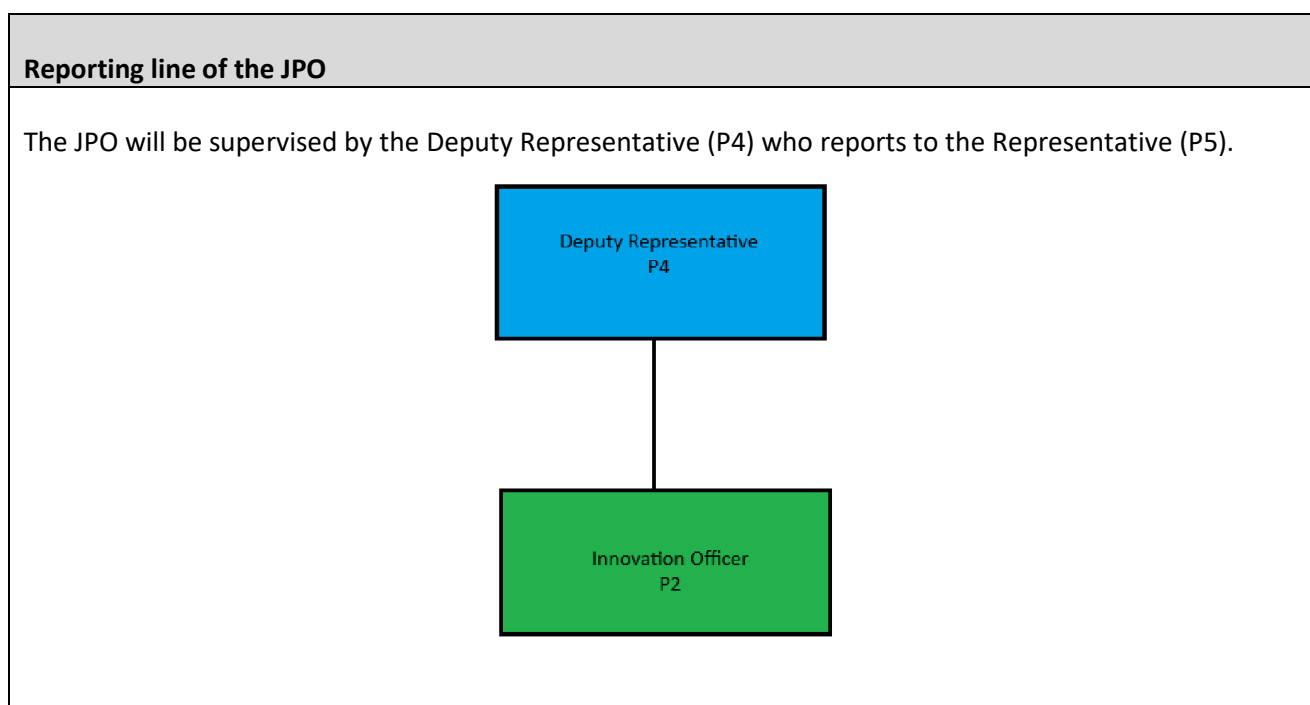 Reporting line of the JPO
The JPO will be supervised by the Deputy Representative (P4) who reports to the Representative (P5).
Deputy Representative
P4
Innovation Officer
P2